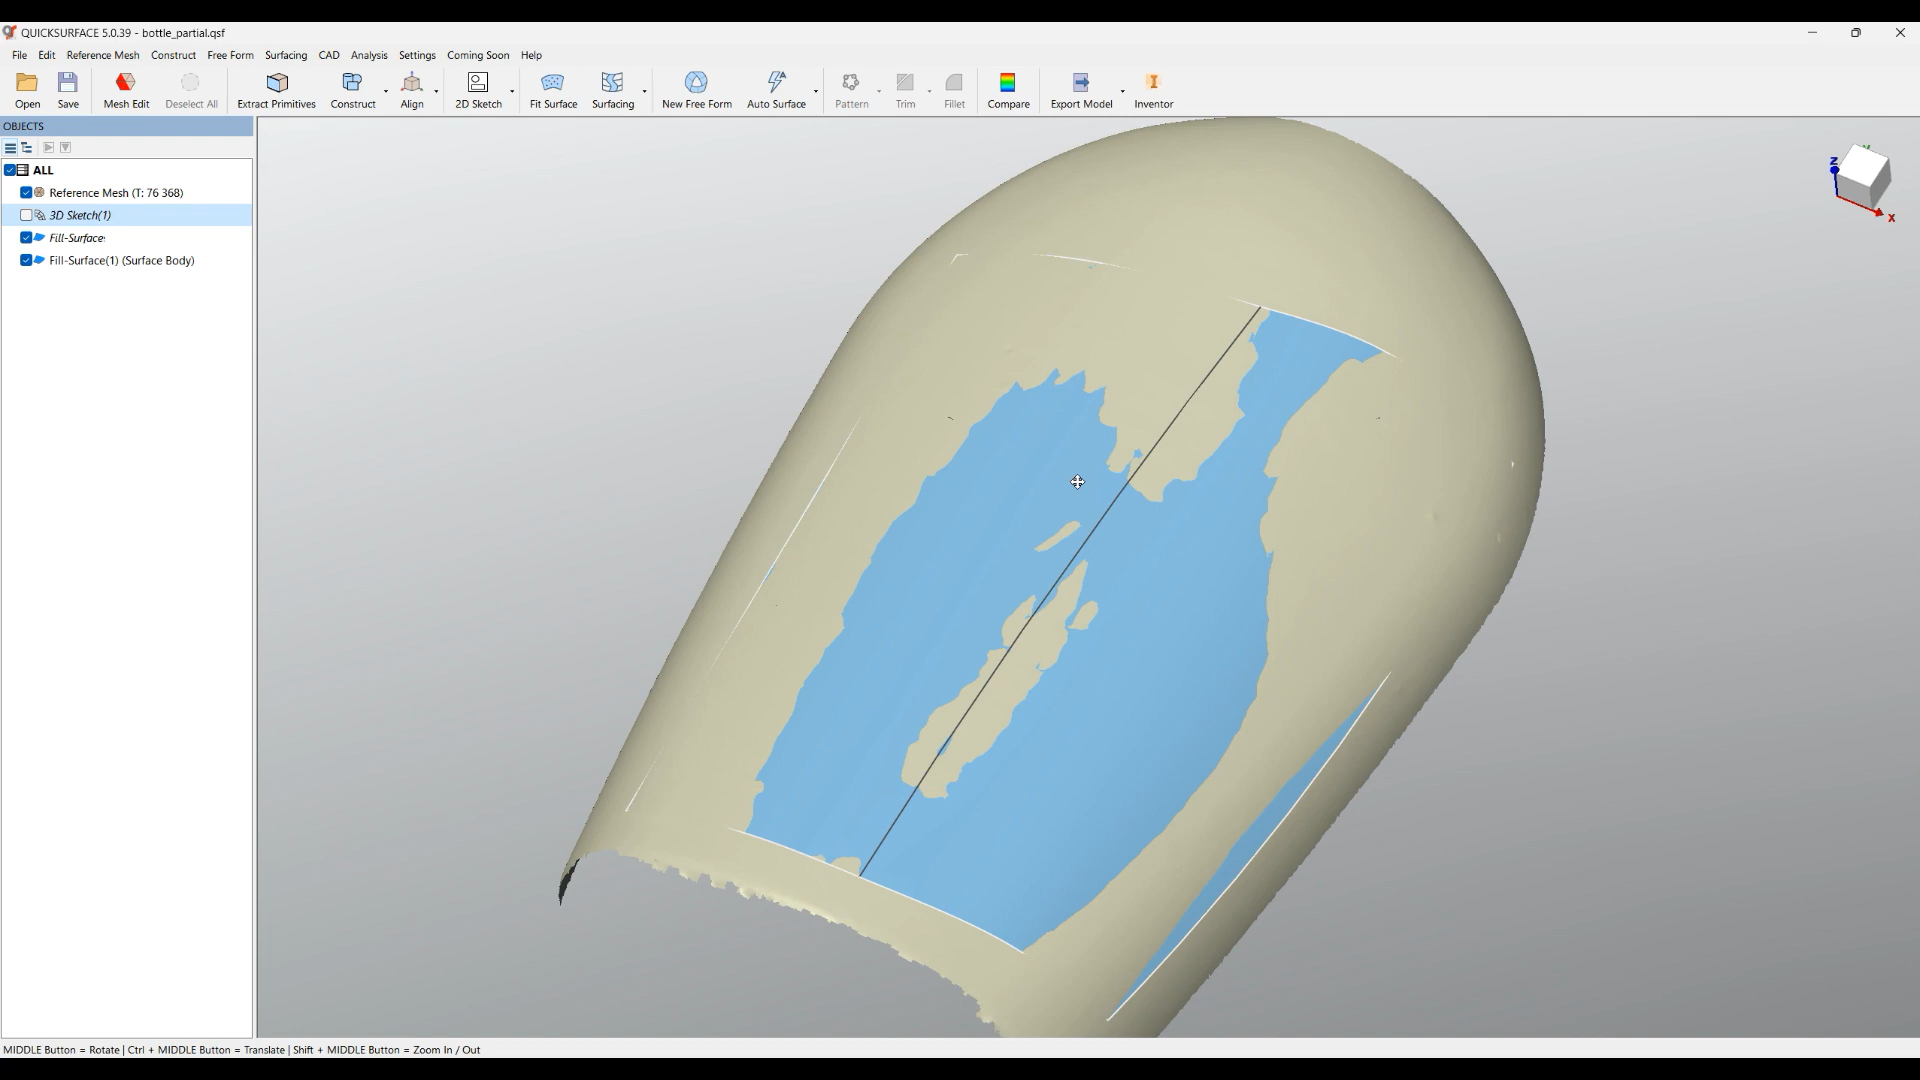 QUICKSURFACE 5.0.39 - bottle_partial.qsf
File Edit Reference Mesh Construct Free Form Surfacing CAD Analysis Settings Coming Soon Help
Open Save Mesh Edit Deselect All Extract Primitives Construct Align 2D Sketch Fit Surface Surfacing New Free Form Auto Surface Pattern Trim Fillet Compare Export Model Inventor
OBJECTS
ALL
Reference Mesh (T: 76 368)
3D Sketch(1)
Fill-Surface
Fill-Surface(1) (Surface Body)
Z
X
MIDDLE Button = Rotate | Ctrl + MIDDLE Button = Translate | Shift + MIDDLE Button = Zoom In / Out